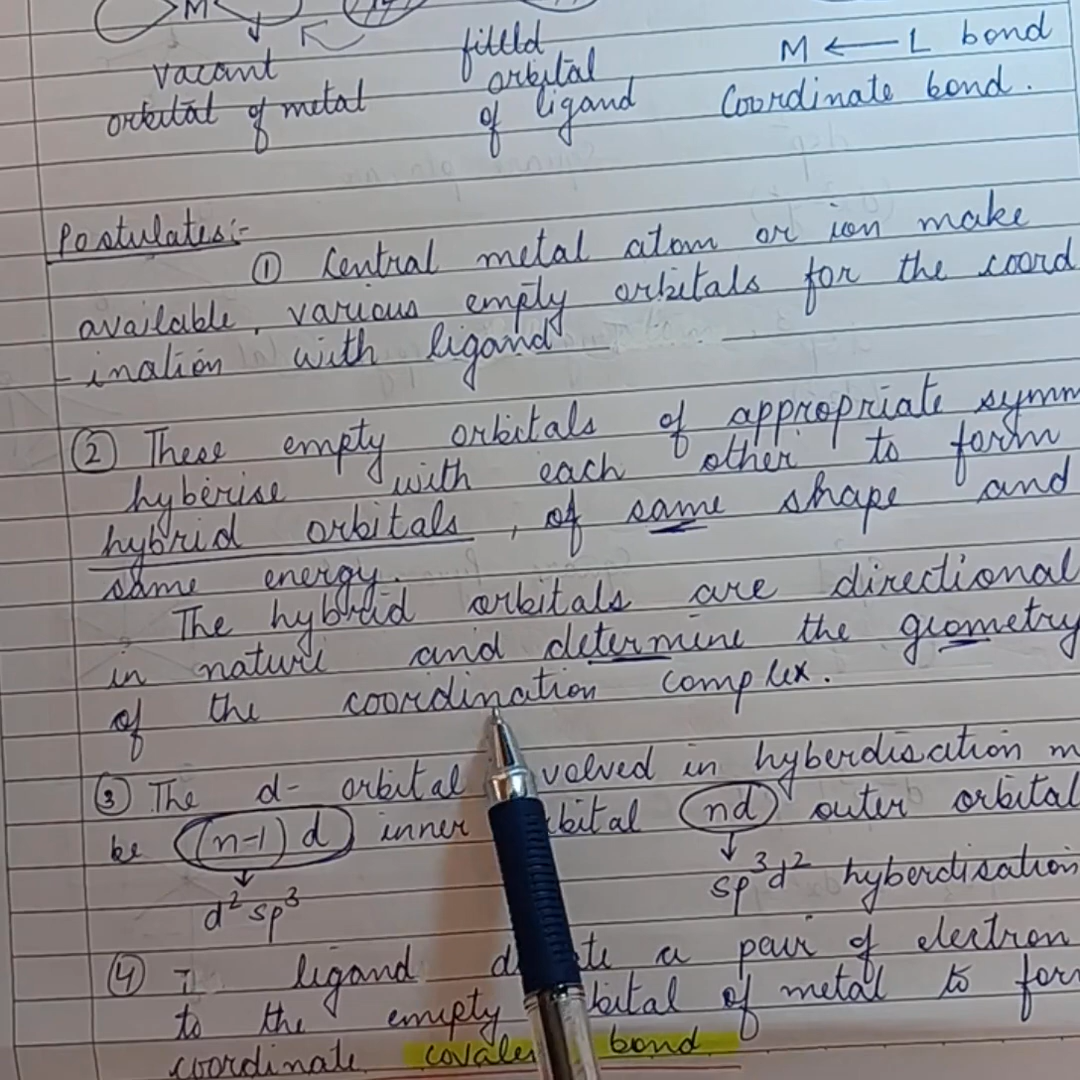 M
vacant
orbital of metal
filld
orbital
of ligand
M ← L bond
Coordinate bond.
Postulates:-
① Central metal atom or ion make
available, various empty orbitals for the coord
-ination with ligand
② These empty orbitals of appropriate symm
hyberise with each other to form
hybrid orbitals, of same shape and
same energy.
The hybrid orbitals are directional
in nature and determine the geometry
of the coordination complex.
③ The d- orbital volved in hyberdisation m
be (n-1) d inner bital nd outer orbital
↓ ↓
d²sp³ sp³d² hyberdisation
④ ligand a pair of electron
to the empty bital of metal to for
coordinate covale bond